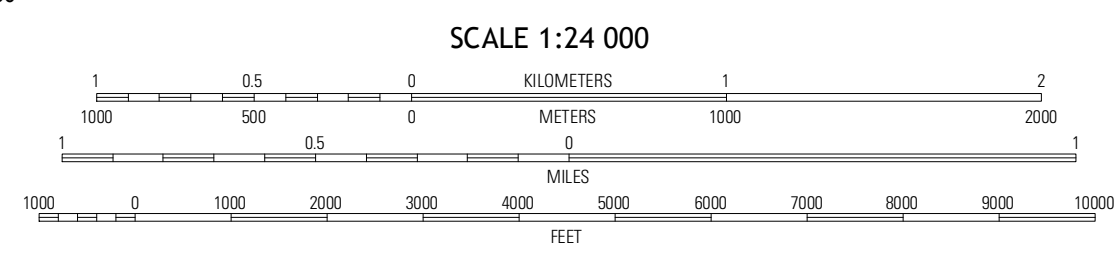 SCALE 1:24 000
1 0.5 0 KILOMETERS 1 2
1000 500 0 METERS 1000 2000
1 0.5 0 1
MILES
1000 0 1000 2000 3000 4000 5000 6000 7000 8000 9000 10000
FEET